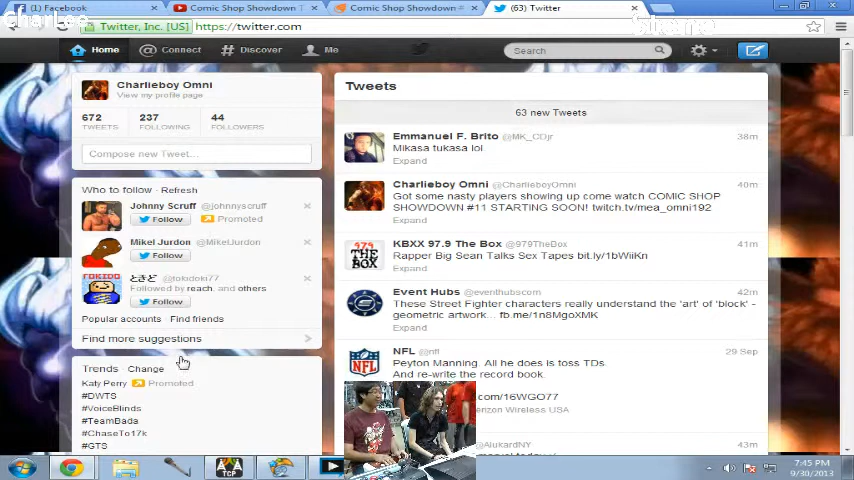 (1) Facebook
Comic Shop Showdown T
Comic Shop Showdown #
(63) Twitter
CharLee
Twitter, Inc. [US]
https://twitter.com
Home
Connect
Discover
Me
Search
Charlieboy Omni
View my profile page
672
237
44
TWEETS
FOLLOWING
FOLLOWERS
Compose new Tweet...
Who to follow · Refresh
Johnny Scruff @johnnyscruff
Follow
Promoted
Mikel Jurdon @MikelJurdon
Follow
ときど @tokidoki77
Followed by reach. and others
Follow
TOKIDO
Popular accounts · Find friends
Find more suggestions
Trends · Change
Katy Perry Promoted
#DWTS
#VoiceBlinds
#TeamBada
#ChaseTo17k
#GTS
Tweets
63 new Tweets
Emmanuel F. Brito @MK_CDjr 38m
Mikasa tukasa lol
Expand
Charlieboy Omni @CharlieboyOmni 40m
Got some nasty players showing up come watch COMIC SHOP
SHOWDOWN #11 STARTING SOON! twitch.tv/mea_omni192
Expand
979
THE
BOX
KBXX 97.9 The Box @979TheBox 41m
Rapper Big Sean Talks Sex Tapes bit.ly/1bWiiKn
Expand
Event Hubs @eventhubscom 42m
These Street Fighter characters really understand the 'art' of 'block' -
geometric artwork... fb.me/1n8MgoXMK
Expand
NFL
NFL @nfl 29 Sep
Peyton Manning. All he does is toss TDs.
And re-write the record book.
.com/16WGO77
erizon Wireless USA
@AlukardNY 43m
TCP
7:45 PM
9/30/2013